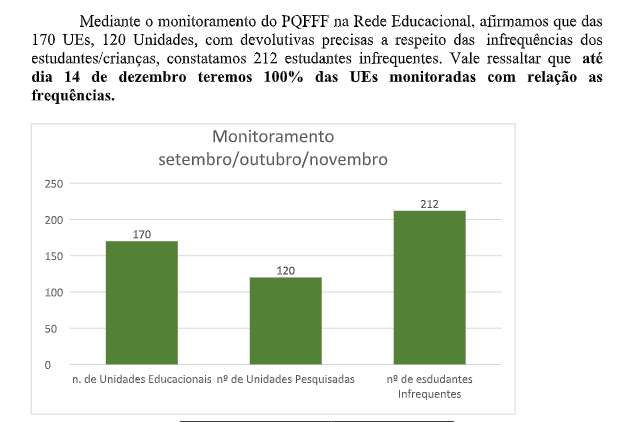 Mediante o monitoramento do PQFFF na Rede Educacional, afirmamos que das
170 UEs, 120 Unidades, com devolutivas precisas a respeito das infrequências dos
estudantes/crianças, constatamos 212 estudantes infrequentes. Vale ressaltar que até
dia 14 de dezembro teremos 100% das UEs monitoradas com relação as
frequências.
Monitoramento
setembro/outubro/novembro
250
200
150
100
50
0
170
120
212
n. de Unidades Educacionais
nº de Unidades Pesquisadas
nº de esdudantes
Infrequentes